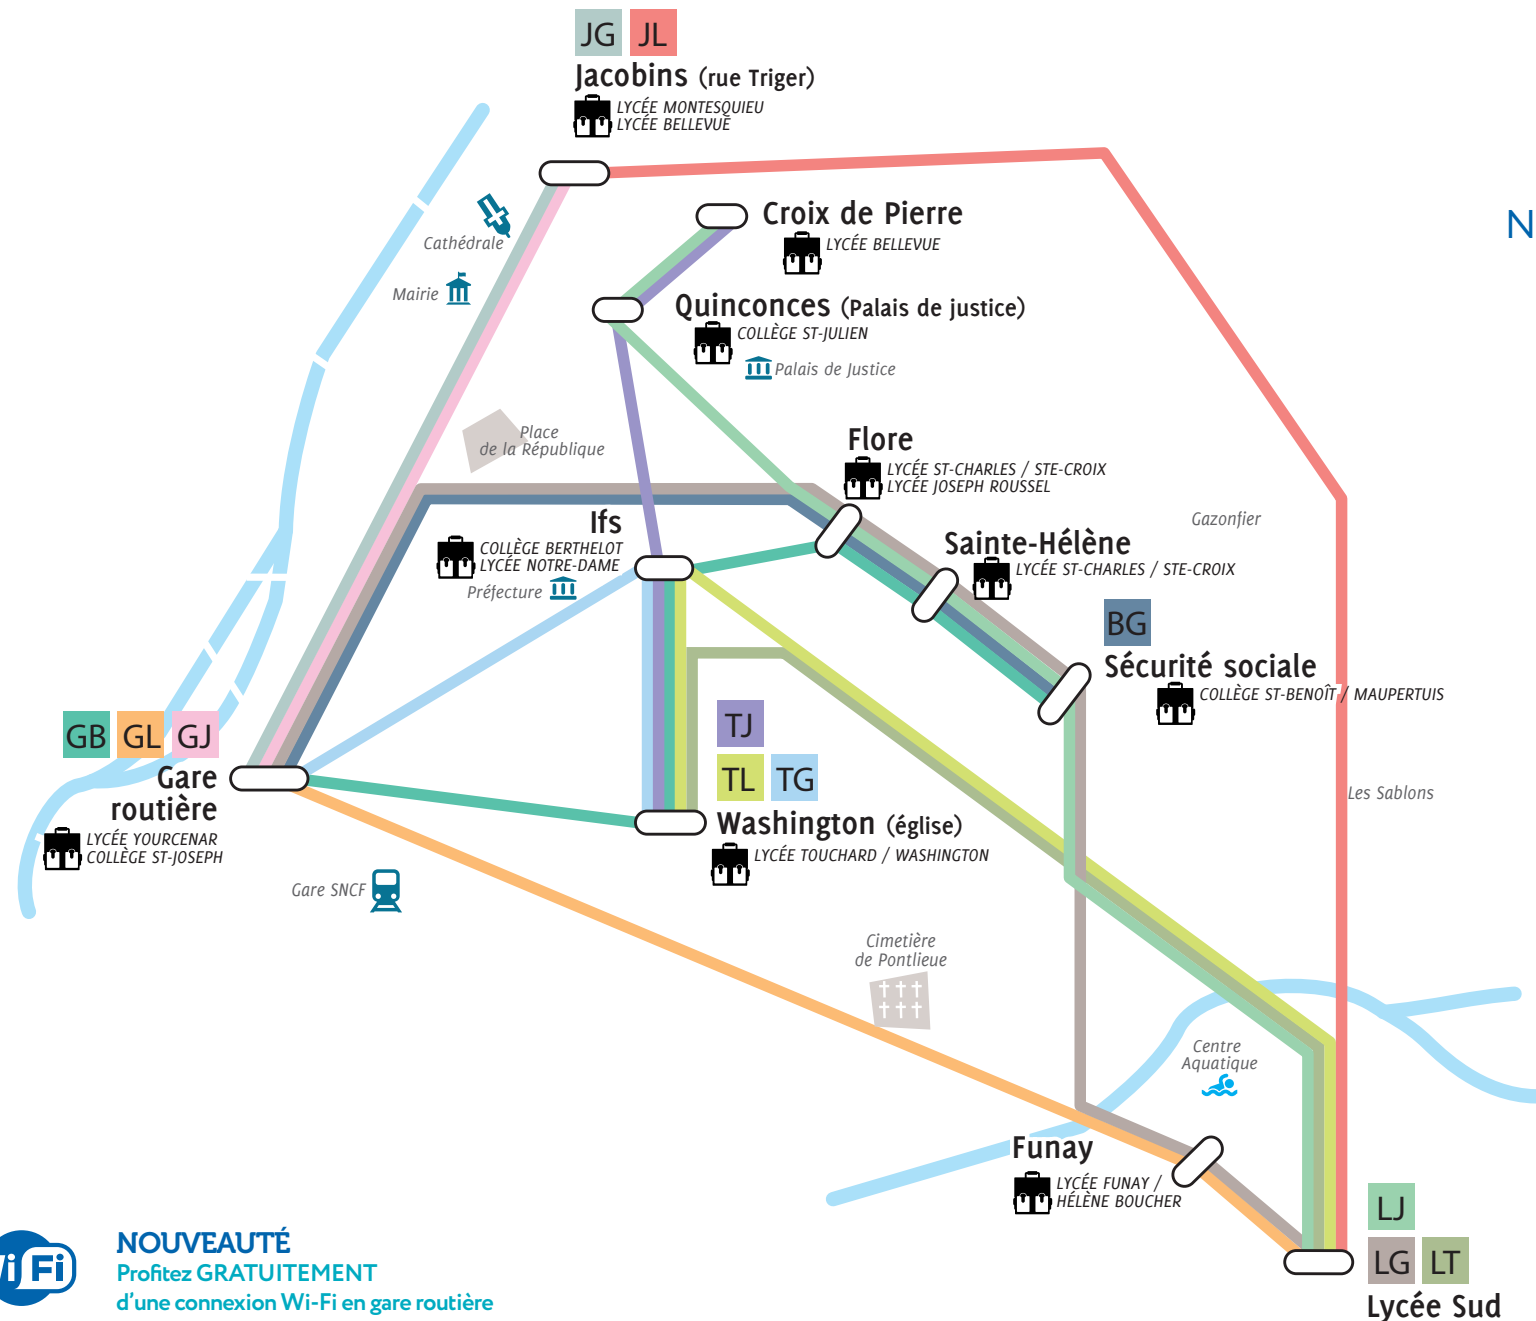 JG JL
Jacobins (rue Triger)
LYCÉE MONTESQUIEU
LYCÉE BELLEVUE
Cathédrale
Mairie
Croix de Pierre
LYCÉE BELLEVUE
N
Quinconces (Palais de justice)
COLLÈGE ST-JULIEN
Palais de Justice
Place
de la République
Flore
LYCÉE ST-CHARLES / STE-CROIX
LYCÉE JOSEPH ROUSSEL
Gazonfier
Ifs
COLLÈGE BERTHELOT
LYCÉE NOTRE-DAME
Préfecture
Sainte-Hélène
LYCÉE ST-CHARLES / STE-CROIX
BG
Sécurité sociale
COLLÈGE ST-BENOÎT / MAUPERTUIS
GB GL GJ
Gare
routière
LYCÉE YOURCENAR
COLLÈGE ST-JOSEPH
TJ
TL TG
Washington (église)
LYCÉE TOUCHARD / WASHINGTON
Les Sablons
Gare SNCF
Cimetière
de Pontlieue
Centre
Aquatique
Funay
LYCÉE FUNAY /
HÉLÈNE BOUCHER
LJ
LG LT
Lycée Sud
Wi Fi
NOUVEAUTÉ
Profitez GRATUITEMENT
d'une connexion Wi-Fi en gare routière